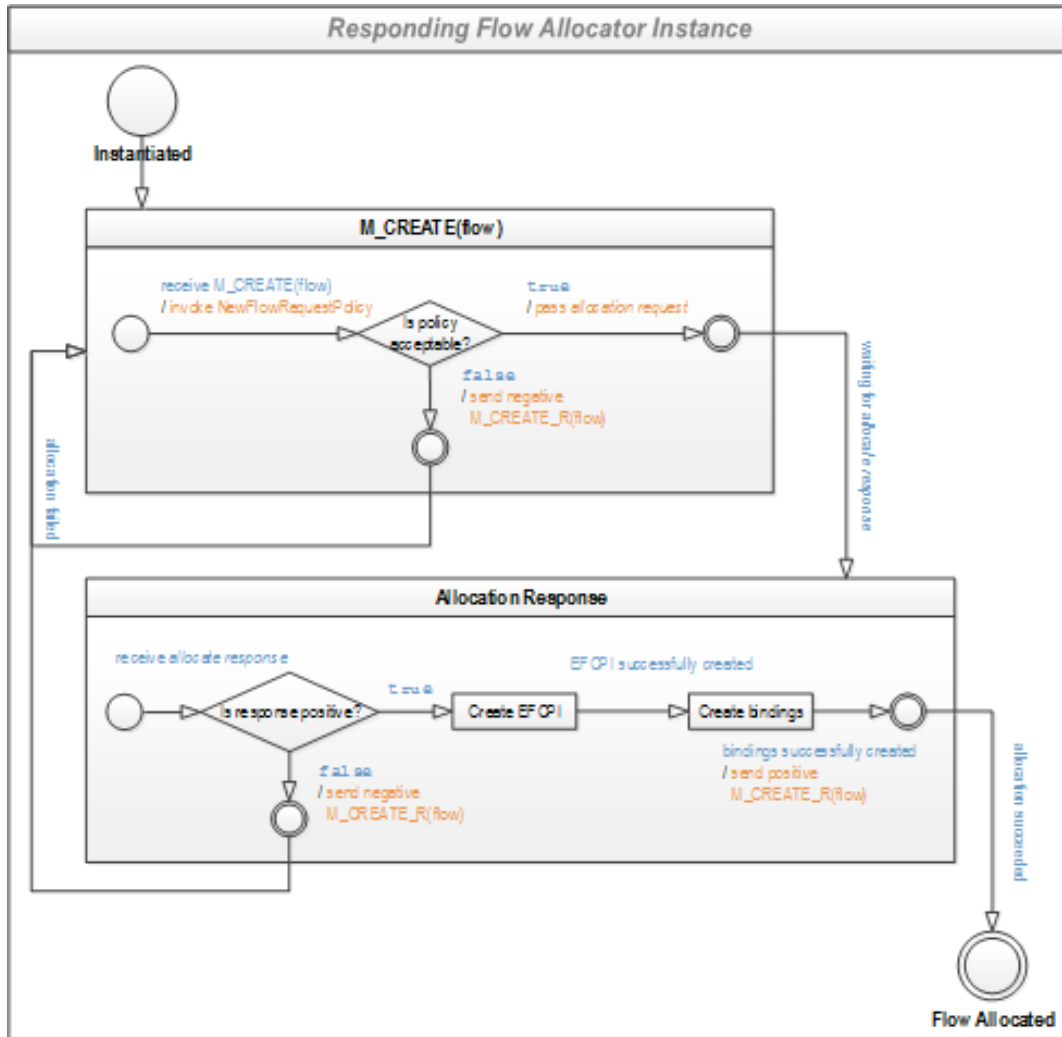 Responding Flow Allocator Instance
Instantiated
M_CREATE(flow)
receive M_CREATE(flow)
/ invoke NewFlowRequestPolicy
Is policy
acceptable?
true
/ pass allocation request
false
/ send negative
M_CREATE_R(flow)
waiting for allocate response
allocation failed
Allocation Response
receive allocate response
Is response positive?
true
Create EFCPI
EFCPI successfully created
Create bindings
bindings successfully created
/ send positive
M_CREATE_R(flow)
false
/ send negative
M_CREATE_R(flow)
allocation succeeded
Flow Allocated